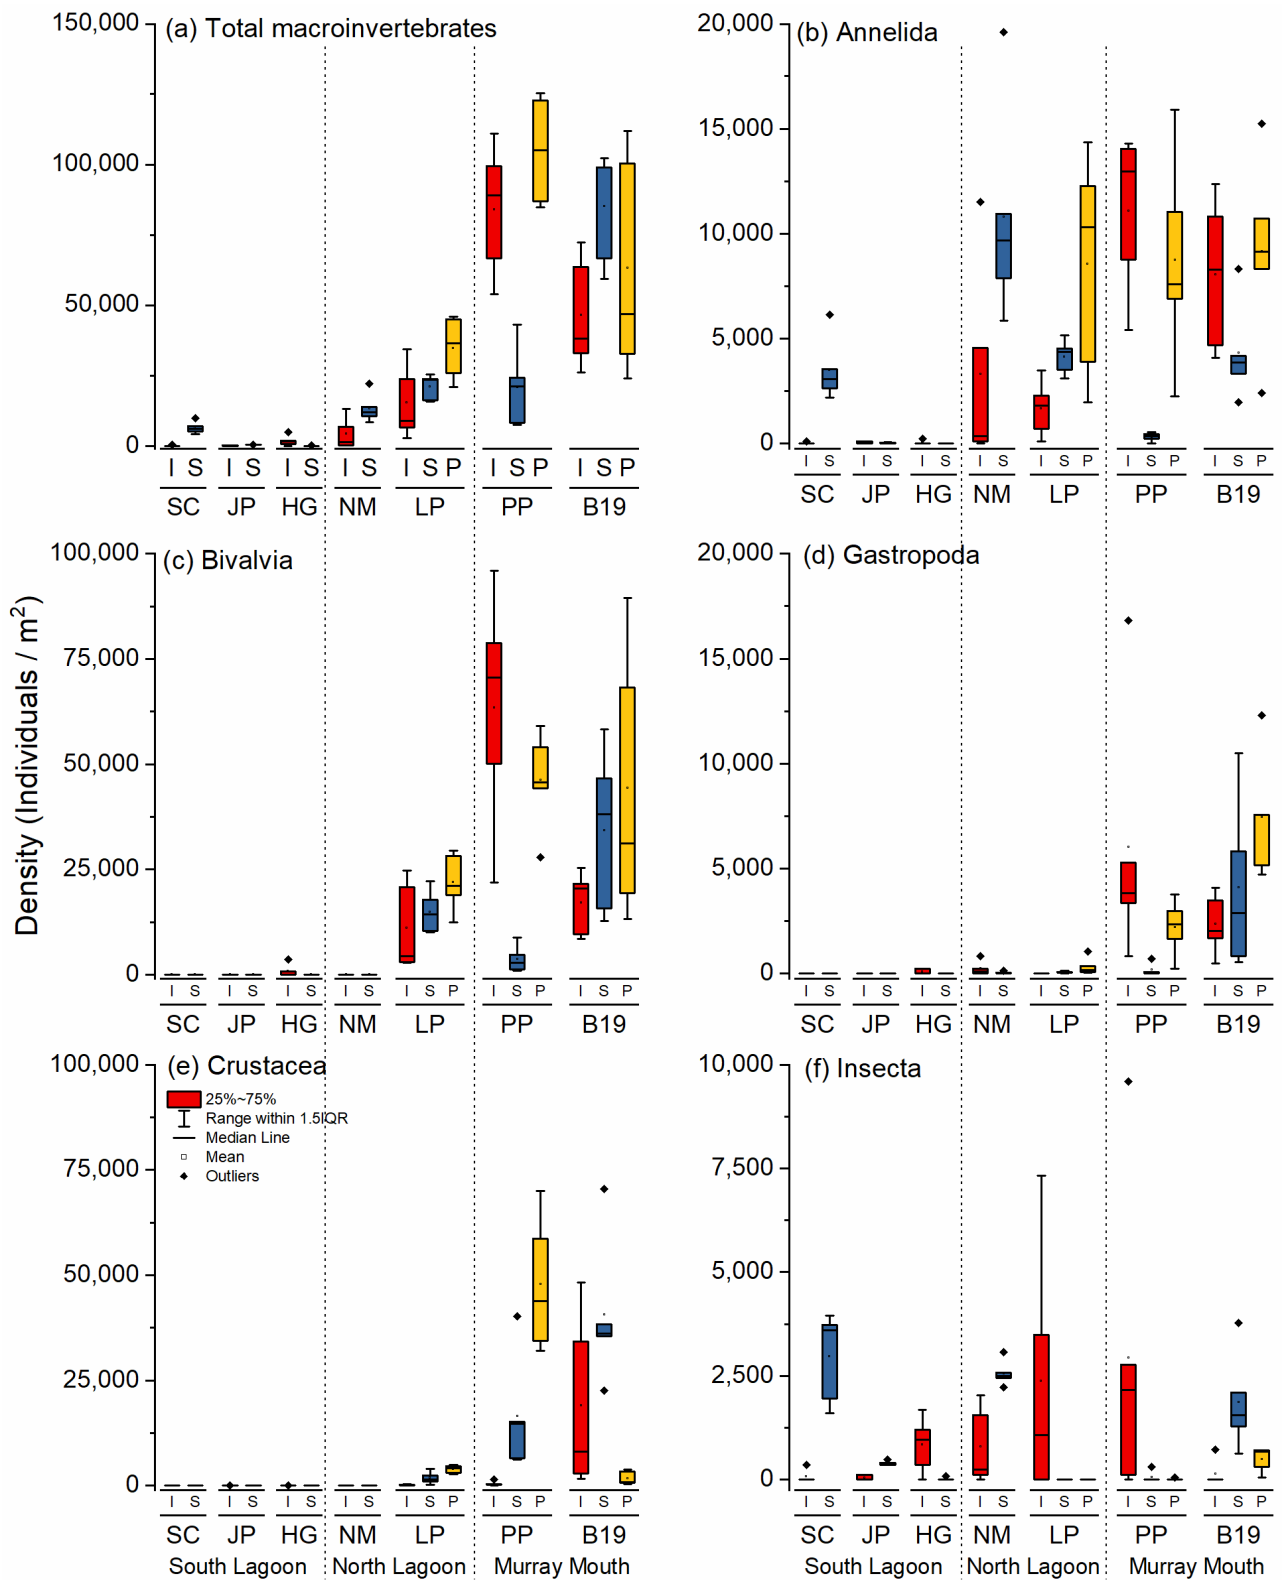 (a) Total macroinvertebrates
150,000
100,000
50,000
0
I S I S I S I S I S P I S P I S P
SC JP HG NM LP PP B19
(b) Annelida
20,000
15,000
10,000
5,000
0
I S I S I S I S I S P I S P I S P
SC JP HG NM LP PP B19
Density (Individuals / m²)
(c) Bivalvia
100,000
75,000
50,000
25,000
0
I S I S I S I S I S P I S P I S P
SC JP HG NM LP PP B19
(d) Gastropoda
20,000
15,000
10,000
5,000
0
I S I S I S I S I S P I S P I S P
SC JP HG NM LP PP B19
(e) Crustacea
25%~75%
Range within 1.5IQR
Median Line
Mean
Outliers
100,000
75,000
50,000
25,000
0
I S I S I S I S I S P I S P I S P
SC JP HG NM LP PP B19
South Lagoon North Lagoon Murray Mouth
(f) Insecta
10,000
7,500
5,000
2,500
0
I S I S I S I S I S P I S P I S P
SC JP HG NM LP PP B19
South Lagoon North Lagoon Murray Mouth